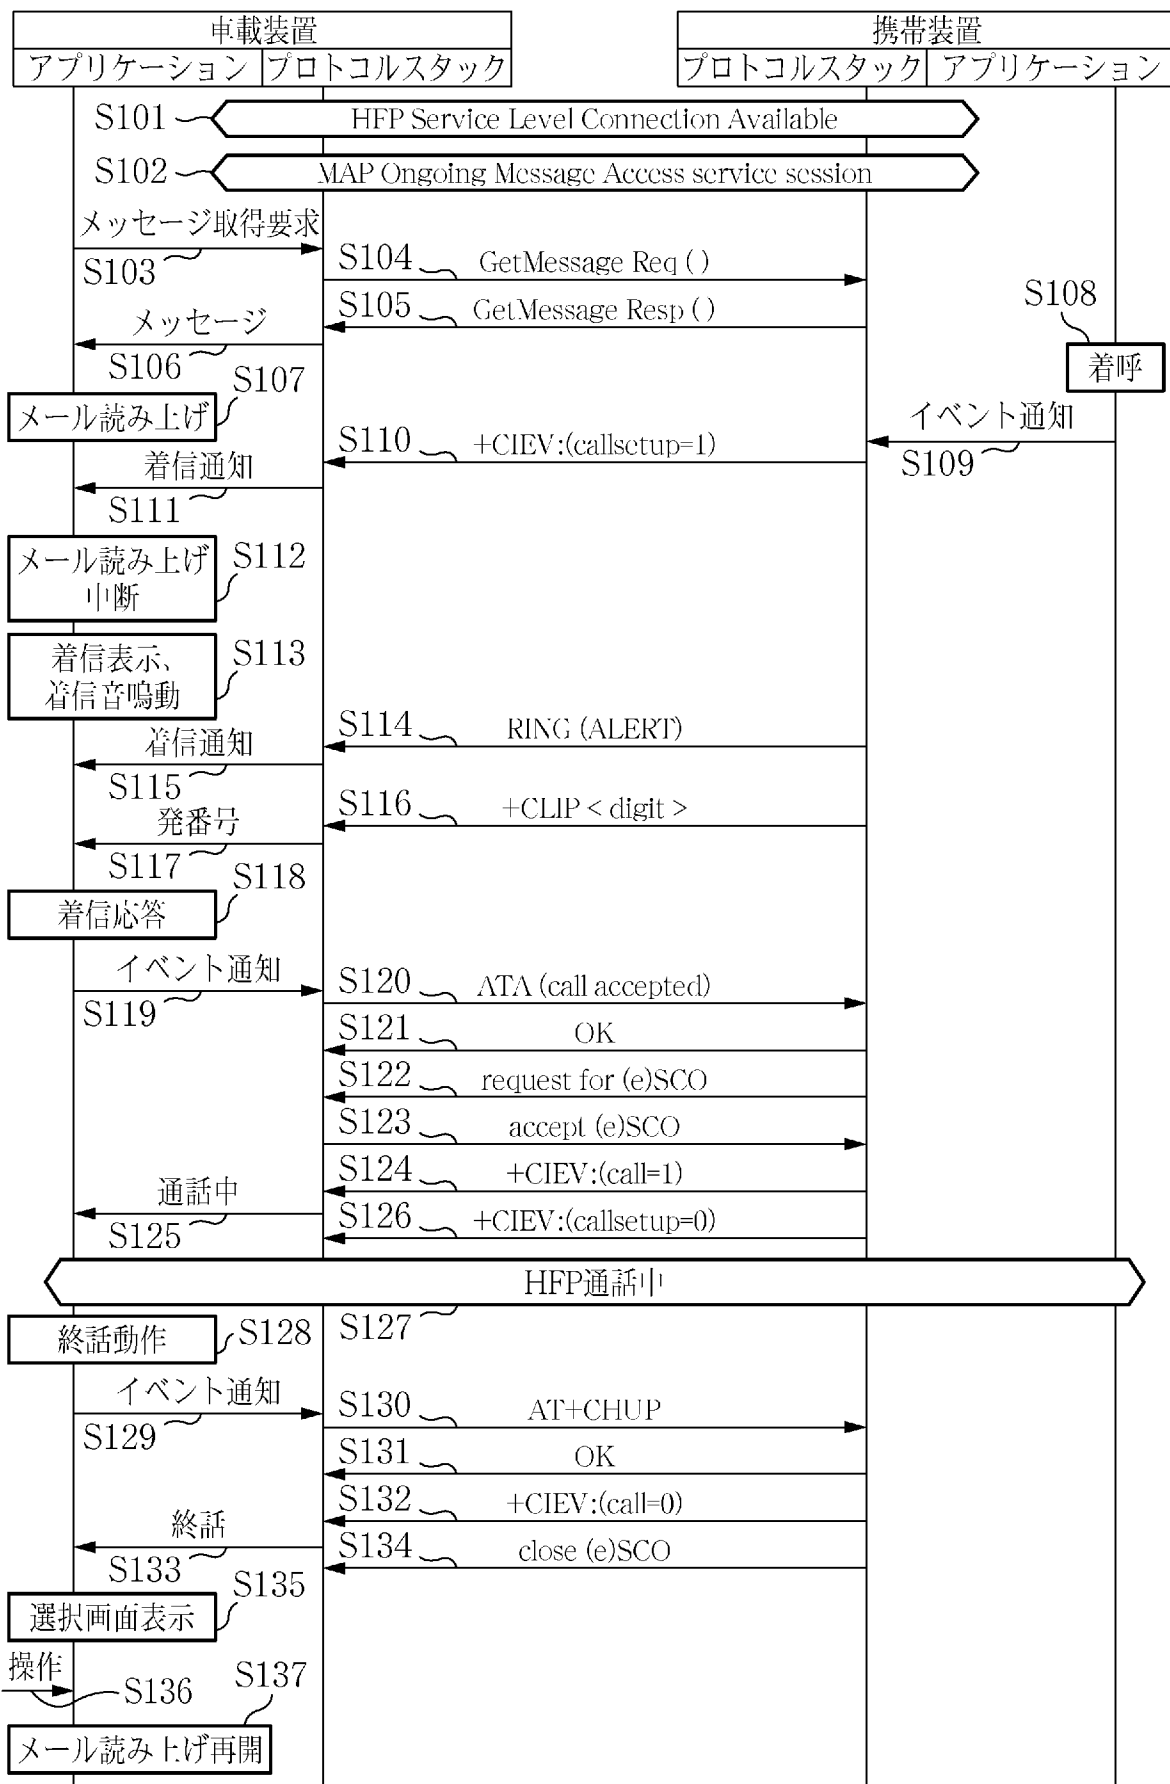 車載装置
携帯装置
アプリケーション
プロトコルスタック
プロトコルスタック
アプリケーション
S101
HFP Service Level Connection Available
S102
MAP Ongoing Message Access service session
メッセージ取得要求
S103
S104
GetMessage Req ( )
S105
GetMessage Resp ( )
S108
メッセージ
S106
着呼
S107
メール読み上げ
イベント通知
S109
S110
+CIEV:(callsetup=1)
着信通知
S111
メール読み上げ
中断
S112
着信表示、
着信音鳴動
S113
S114
RING (ALERT)
着信通知
S115
S116
+CLIP < digit >
発番号
S117
S118
着信応答
イベント通知
S119
S120
ATA (call accepted)
S121
OK
S122
request for (e)SCO
S123
accept (e)SCO
S124
+CIEV:(call=1)
通話中
S125
S126
+CIEV:(callsetup=0)
HFP通話中
S127
終話動作
S128
イベント通知
S129
S130
AT+CHUP
S131
OK
S132
+CIEV:(call=0)
終話
S133
S134
close (e)SCO
S135
選択画面表示
操作
S136
S137
メール読み上げ再開